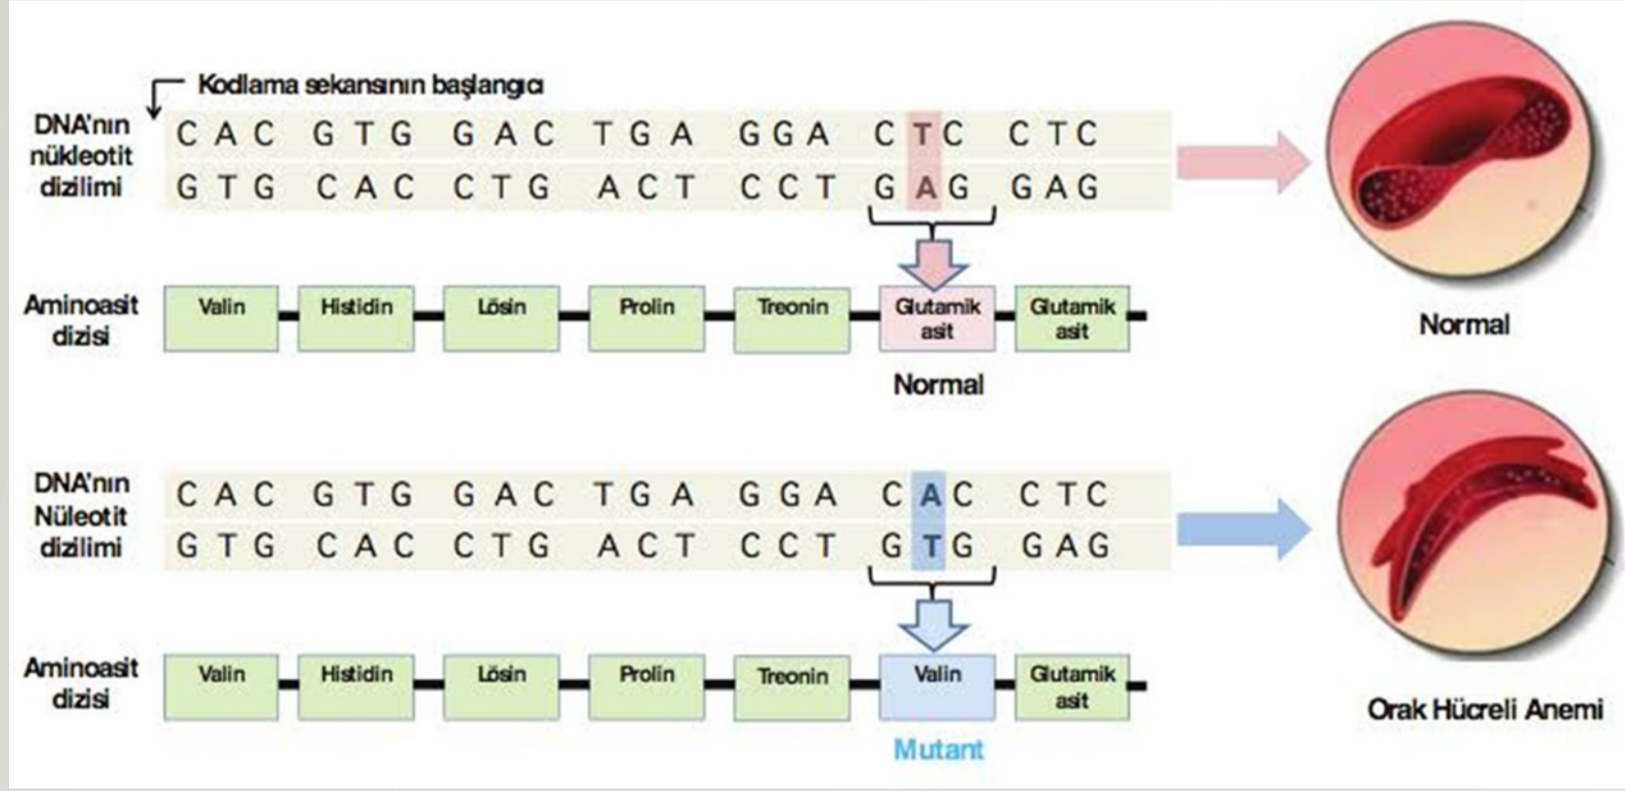 Kodlama sekansının başlangıcı
DNA'nın
nükleotit
dizilimi
C A C G T G G A C T G A G G A C T C C T C
G T G C A C C T G A C T C C T G A G G A G
Aminoasit
dizisi
Valin
Histidin
Lösin
Prolin
Treonin
Glutamik
asit
Glutamik
asit
Normal
Normal
DNA'nın
Nüleotit
dizilimi
C A C G T G G A C T G A G G A C A C C T C
G T G C A C C T G A C T C C T G T G G A G
Aminoasit
dizisi
Valin
Histidin
Lösin
Prolin
Treonin
Valin
Glutamik
asit
Mutant
Orak Hücreli Anemi